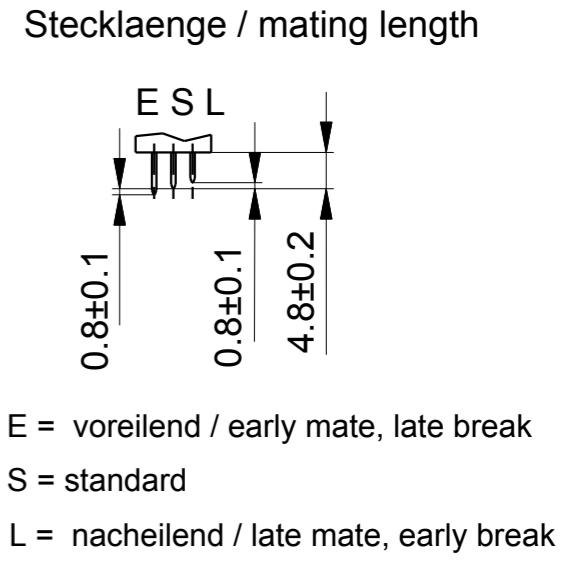 Stecklaenge / mating length
E S L
0.8±0.1
0.8±0.1
4.8±0.2
E = voreilend / early mate, late break
S = standard
L = nacheilend / late mate, early break